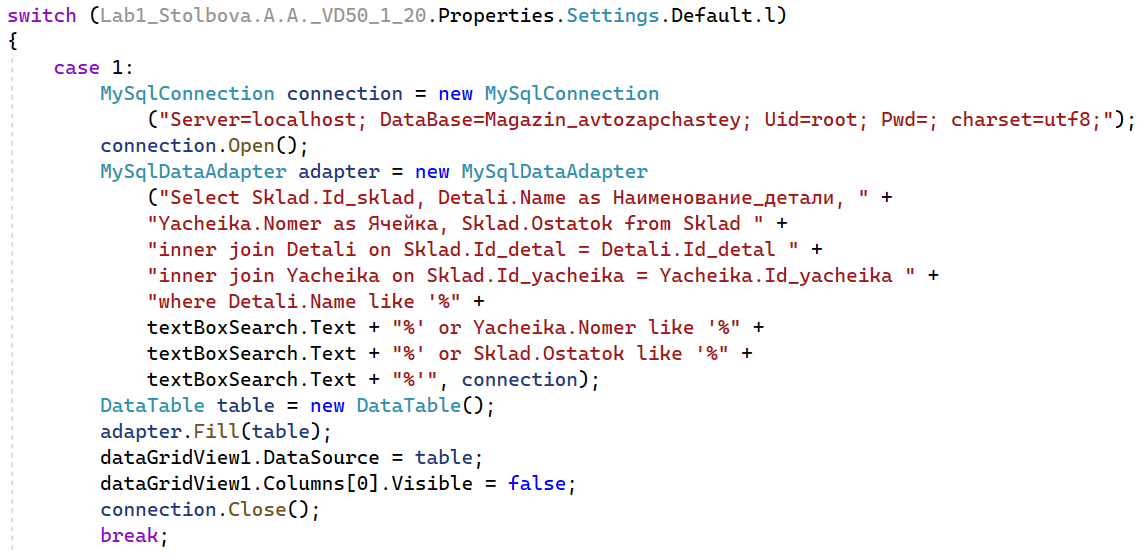 switch (Lab1_Stolbova.A.A._VD50_1_20.Properties.Settings.Default.l)
{
case 1:
MySqlConnection connection = new MySqlConnection
("Server=localhost; DataBase=Magazin_avtozapchastey; Uid=root; Pwd=; charset=utf8;");
connection.Open();
MySqlDataAdapter adapter = new MySqlDataAdapter
("Select Sklad.Id_sklad, Detali.Name as Наименование_детали, " +
"Yacheika.Nomer as Ячейка, Sklad.Ostatok from Sklad " +
"inner join Detali on Sklad.Id_detal = Detali.Id_detal " +
"inner join Yacheika on Sklad.Id_yacheika = Yacheika.Id_yacheika " +
"where Detali.Name like '%" +
textBoxSearch.Text + "%' or Yacheika.Nomer like '%" +
textBoxSearch.Text + "%' or Sklad.Ostatok like '%" +
textBoxSearch.Text + "%'", connection);
DataTable table = new DataTable();
adapter.Fill(table);
dataGridView1.DataSource = table;
dataGridView1.Columns[0].Visible = false;
connection.Close();
break;